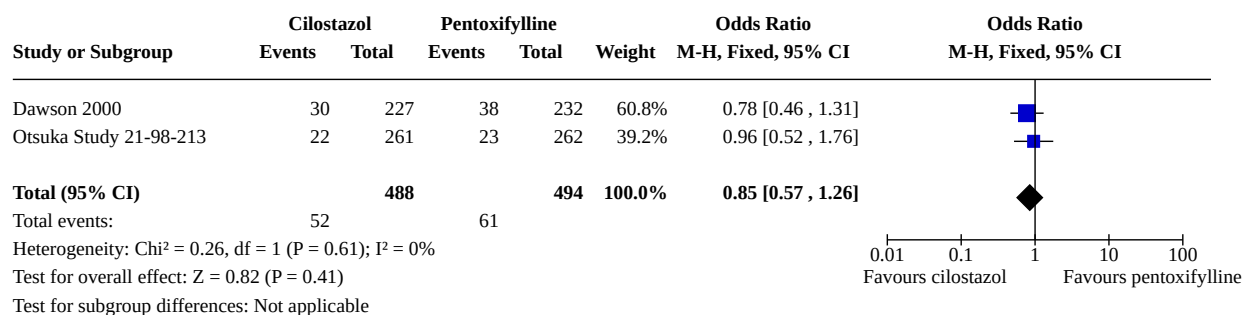 Cilostazol Pentoxifylline Odds Ratio Odds Ratio
Study or Subgroup Events Total Events Total Weight M-H, Fixed, 95% CI M-H, Fixed, 95% CI
Dawson 2000 30 227 38 232 60.8% 0.78 [0.46 , 1.31]
Otsuka Study 21-98-213 22 261 23 262 39.2% 0.96 [0.52 , 1.76]
Total (95% CI) 488 494 100.0% 0.85 [0.57 , 1.26]
Total events: 52 61
Heterogeneity: Chi² = 0.26, df = 1 (P = 0.61); I² = 0%
0.01 0.1 1 10 100
Test for overall effect: Z = 0.82 (P = 0.41) Favours cilostazol Favours pentoxifylline
Test for subgroup differences: Not applicable